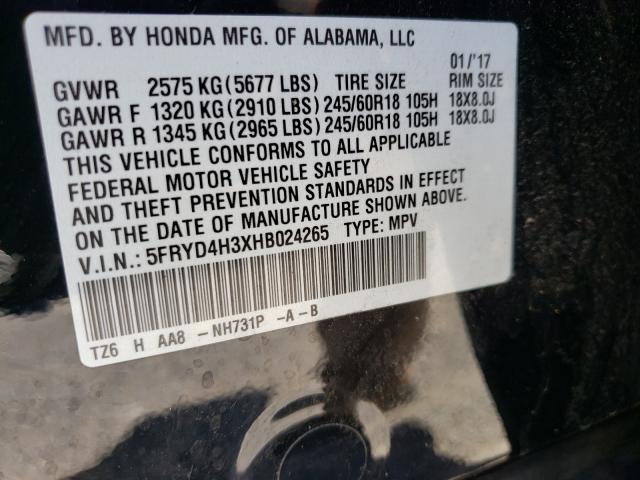 MFD. BY HONDA MFG. OF ALABAMA, LLC
01/'17
GVWR 2575 KG(5677 LBS) TIRE SIZE RIM SIZE
GAWR F 1320 KG(2910 LBS)245/60R18 105H 18X8.0J
GAWR R 1345 KG(2965 LBS)245/60R18 105H 18X8.0J
THIS VEHICLE CONFORMS TO ALL APPLICABLE
FEDERAL MOTOR VEHICLE SAFETY
AND THEFT PREVENTION STANDARDS IN EFFECT
ON THE DATE OF MANUFACTURE SHOWN ABOVE.
V.I.N.: 5FRYD4H3XHB024265 TYPE: MPV
TZ6 H AA8 -NH731P -A-B